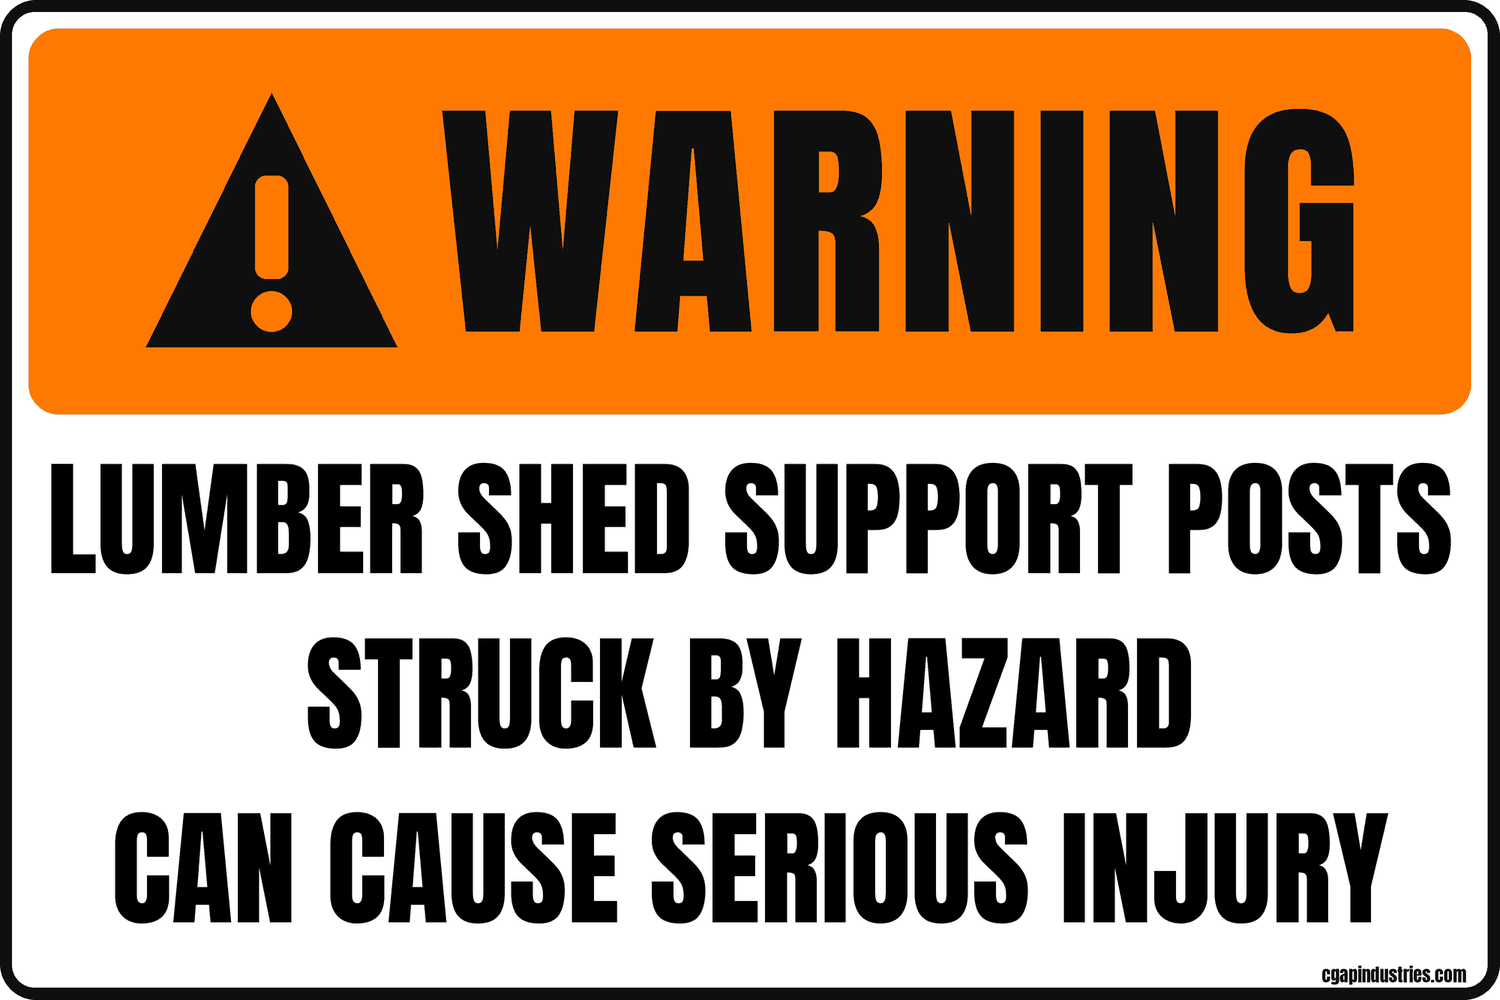 WARNING
LUMBER SHED SUPPORT POSTS
STRUCK BY HAZARD
CAN CAUSE SERIOUS INJURY
cgapindustries.com